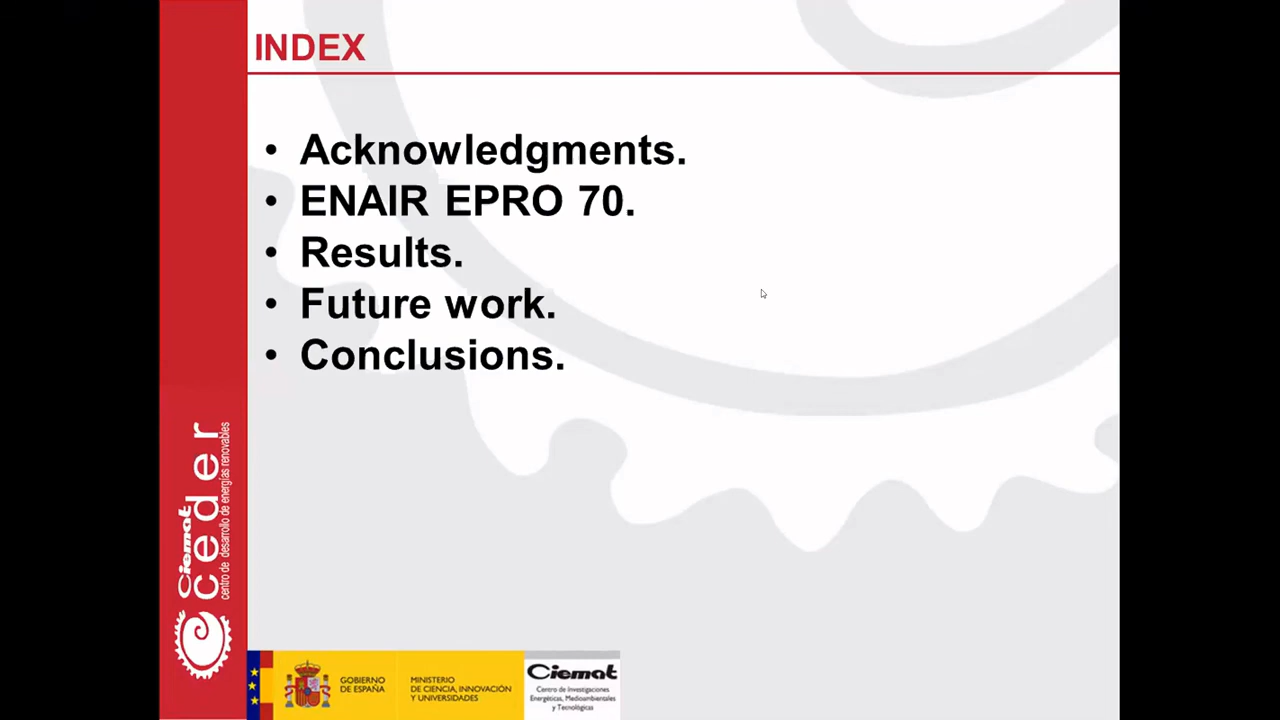 INDEX
• Acknowledgments.
• ENAIR EPRO 70.
• Results.
• Future work.
• Conclusions.
Ciemat
ceder
centro de desarrollo de energías renovables
GOBIERNO
DE ESPAÑA
MINISTERIO
DE CIENCIA, INNOVACIÓN
Y UNIVERSIDADES
Ciemat
Centro de Investigaciones
Energéticas, Medioambientales
y Tecnológicas